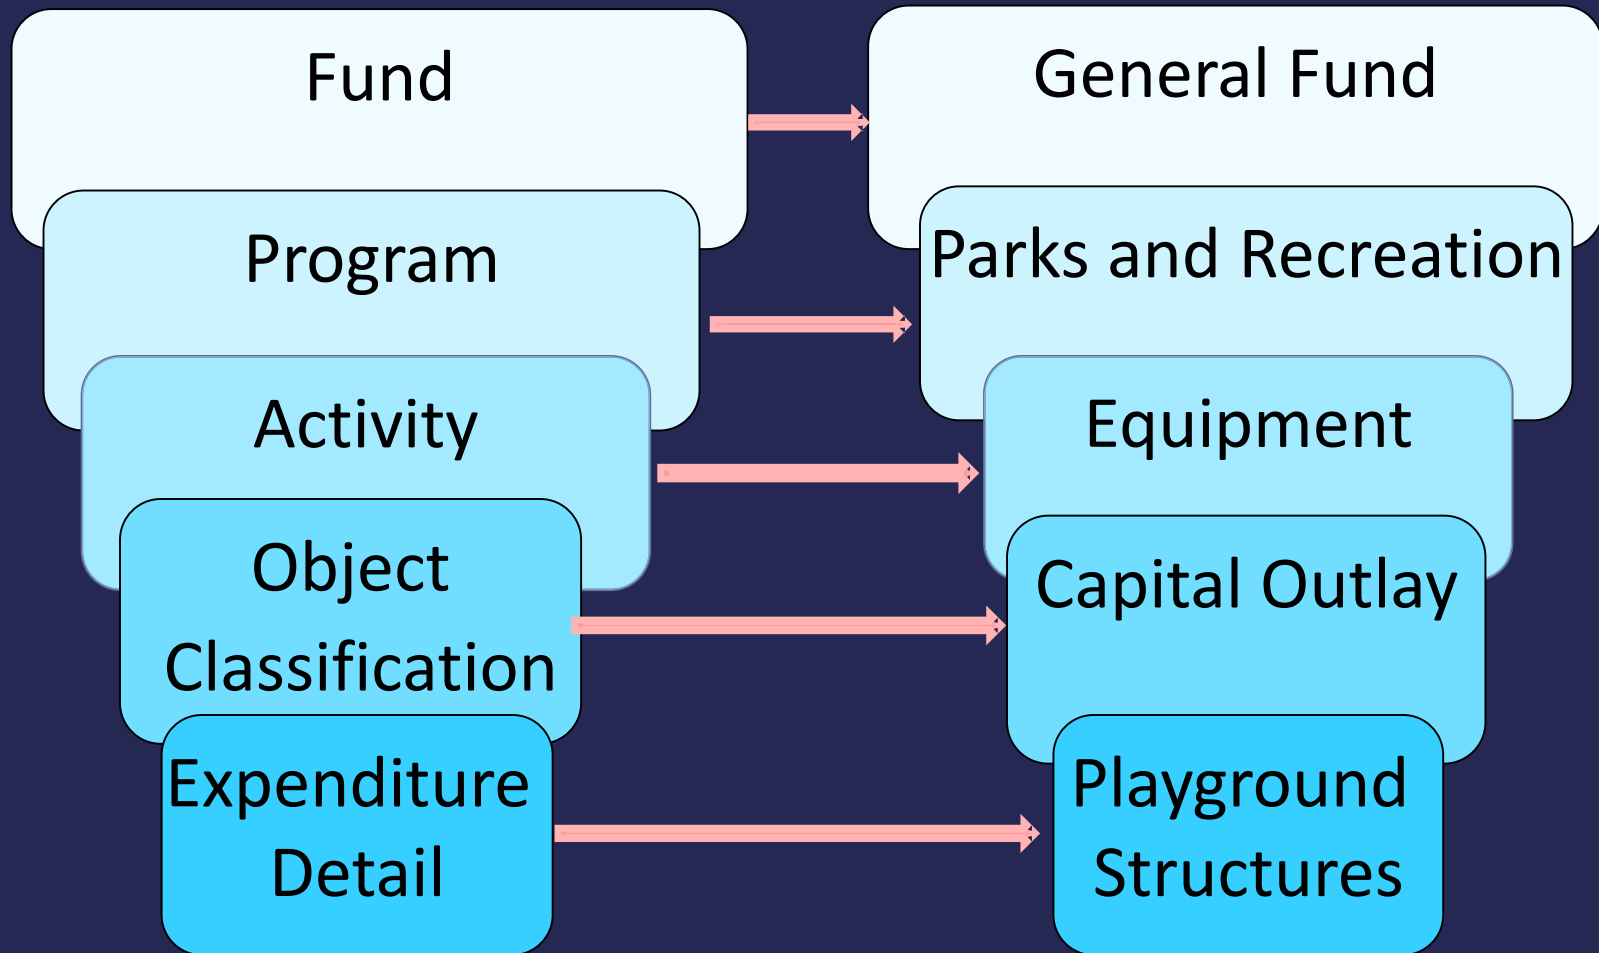 Fund
General Fund
Program
Parks and Recreation
Activity
Equipment
Object
Classification
Capital Outlay
Expenditure
Detail
Playground
Structures